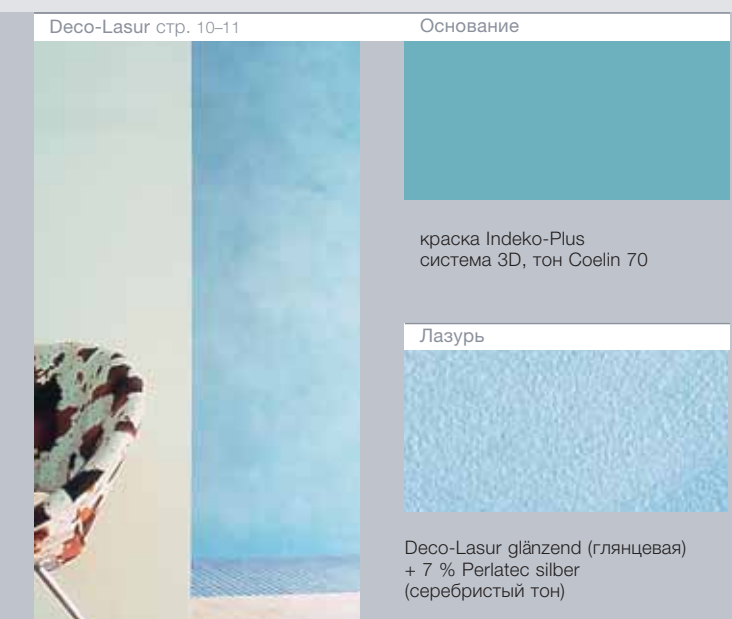 Deco-Lasur стр. 10–11
Основание
краска Indeko-Plus
система 3D, тон Coelin 70
Лазурь
Deco-Lasur glänzend (глянцевая)
+ 7 % Perlatec silber
(серебристый тон)